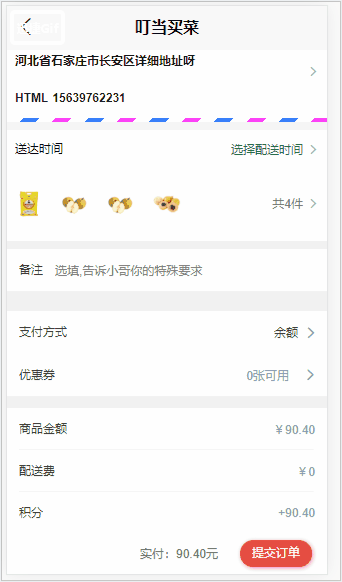 叮当买菜
河北省石家庄市长安区详细地址呀
HTML 15639762231
送达时间 选择配送时间
共4件
备注 选填,告诉小哥你的特殊要求
支付方式 余额
优惠券 0张可用
商品金额 ¥90.40
配送费 ¥0
积分 +90.40
实付：90.40元 提交订单